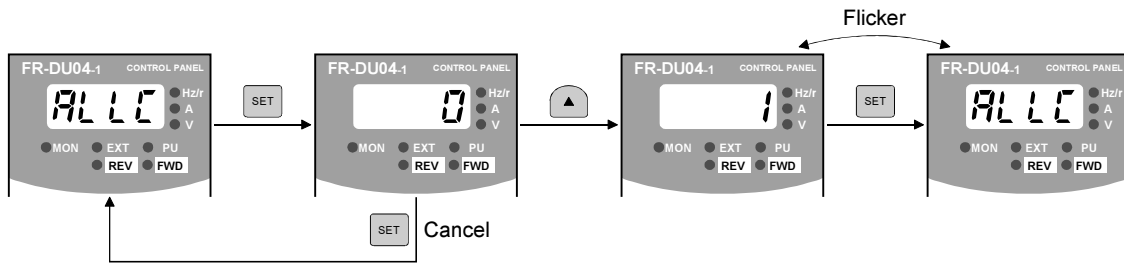 Flicker
FR-DU04-1 CONTROL PANEL
ALLC
Hz/r
A
V
MON EXT PU
REV FWD
SET
FR-DU04-1 CONTROL PANEL
0
Hz/r
A
V
MON EXT PU
REV FWD
FR-DU04-1 CONTROL PANEL
1
Hz/r
A
V
MON EXT PU
REV FWD
SET
FR-DU04-1 CONTROL PANEL
ALLC
Hz/r
A
V
MON EXT PU
REV FWD
SET Cancel